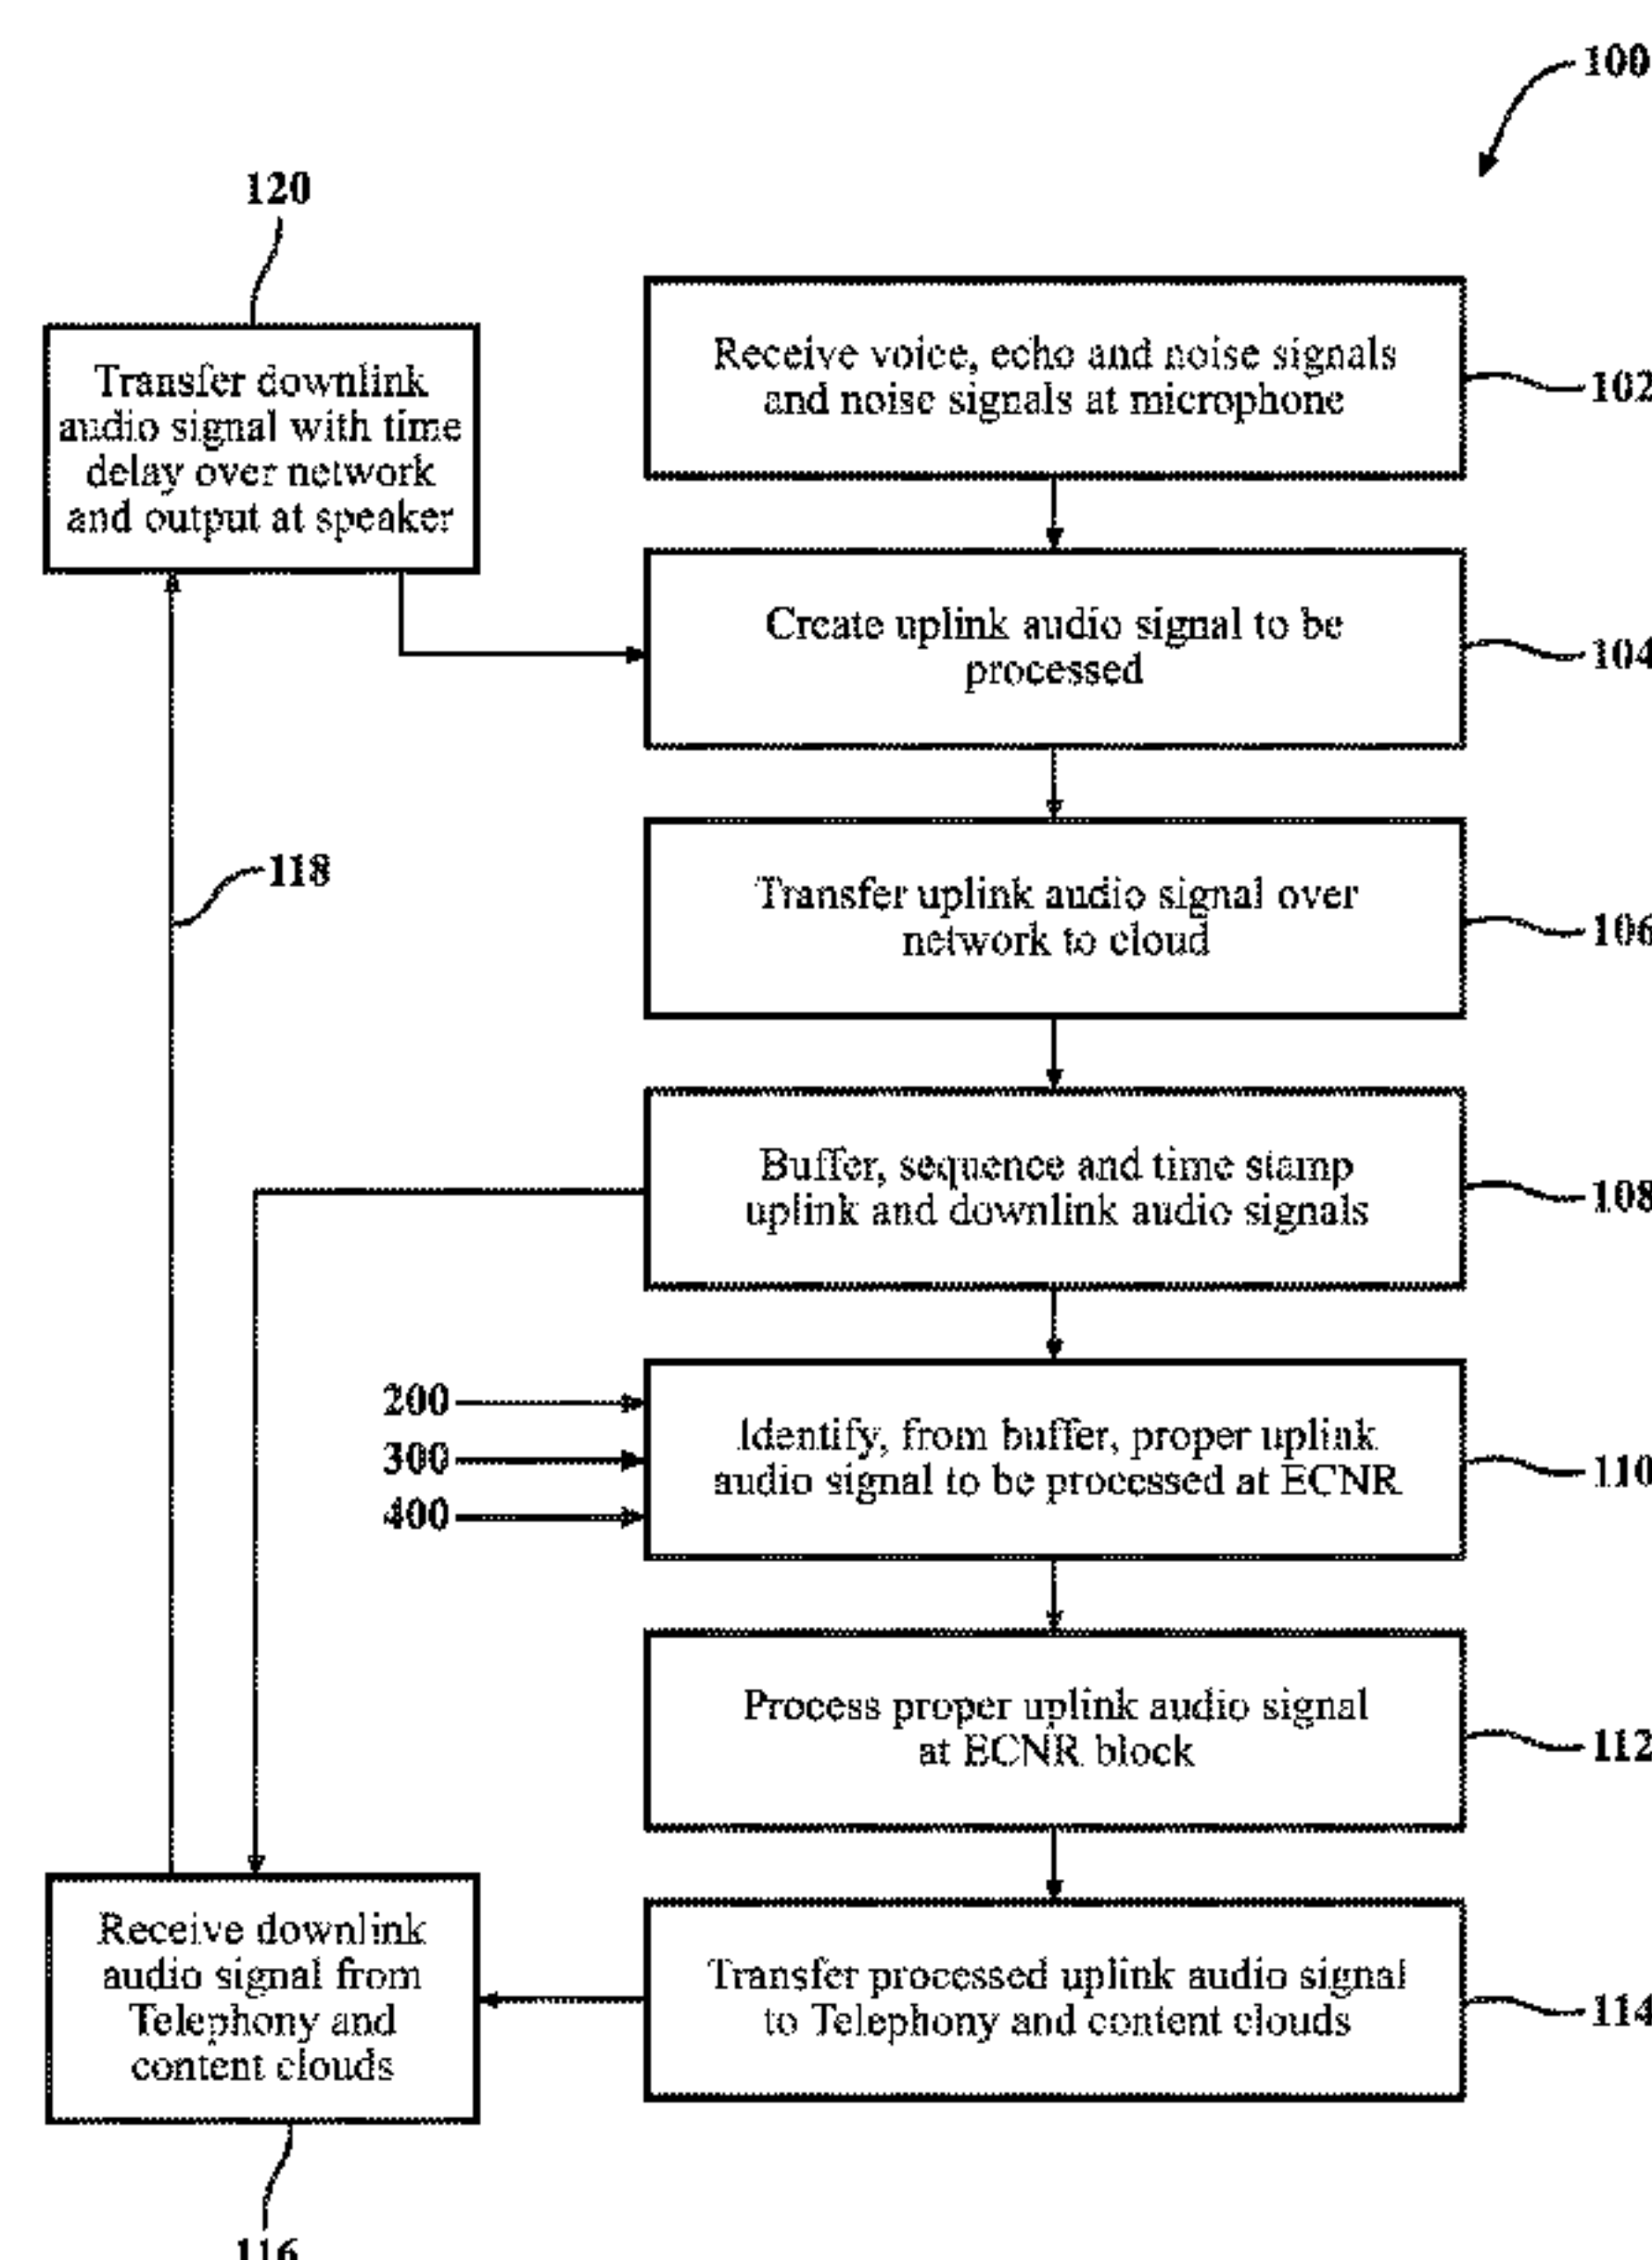 100
120
Transfer downlink
audio signal with time
delay over network
and output at speaker
Receive voice, echo and noise signals
and noise signals at microphone
102
Create uplink audio signal to be
processed
104
118
Transfer uplink audio signal over
network to cloud
106
Buffer, sequence and time stamp
uplink and downlink audio signals
108
200
300
400
Identify, from buffer, proper uplink
audio signal to be processed at ECNR
110
Process proper uplink audio signal
at ECNR block
112
Receive downlink
audio signal from
Telephony and
content clouds
Transfer processed uplink audio signal
to Telephony and content clouds
114
116